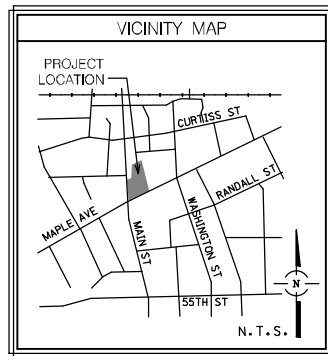 VICINITY MAP
PROJECT
LOCATION
CURTISS ST
MAPLE AVE
MAIN ST
WASHINGTON ST
RANDALL ST
55TH ST
N
N.T.S.